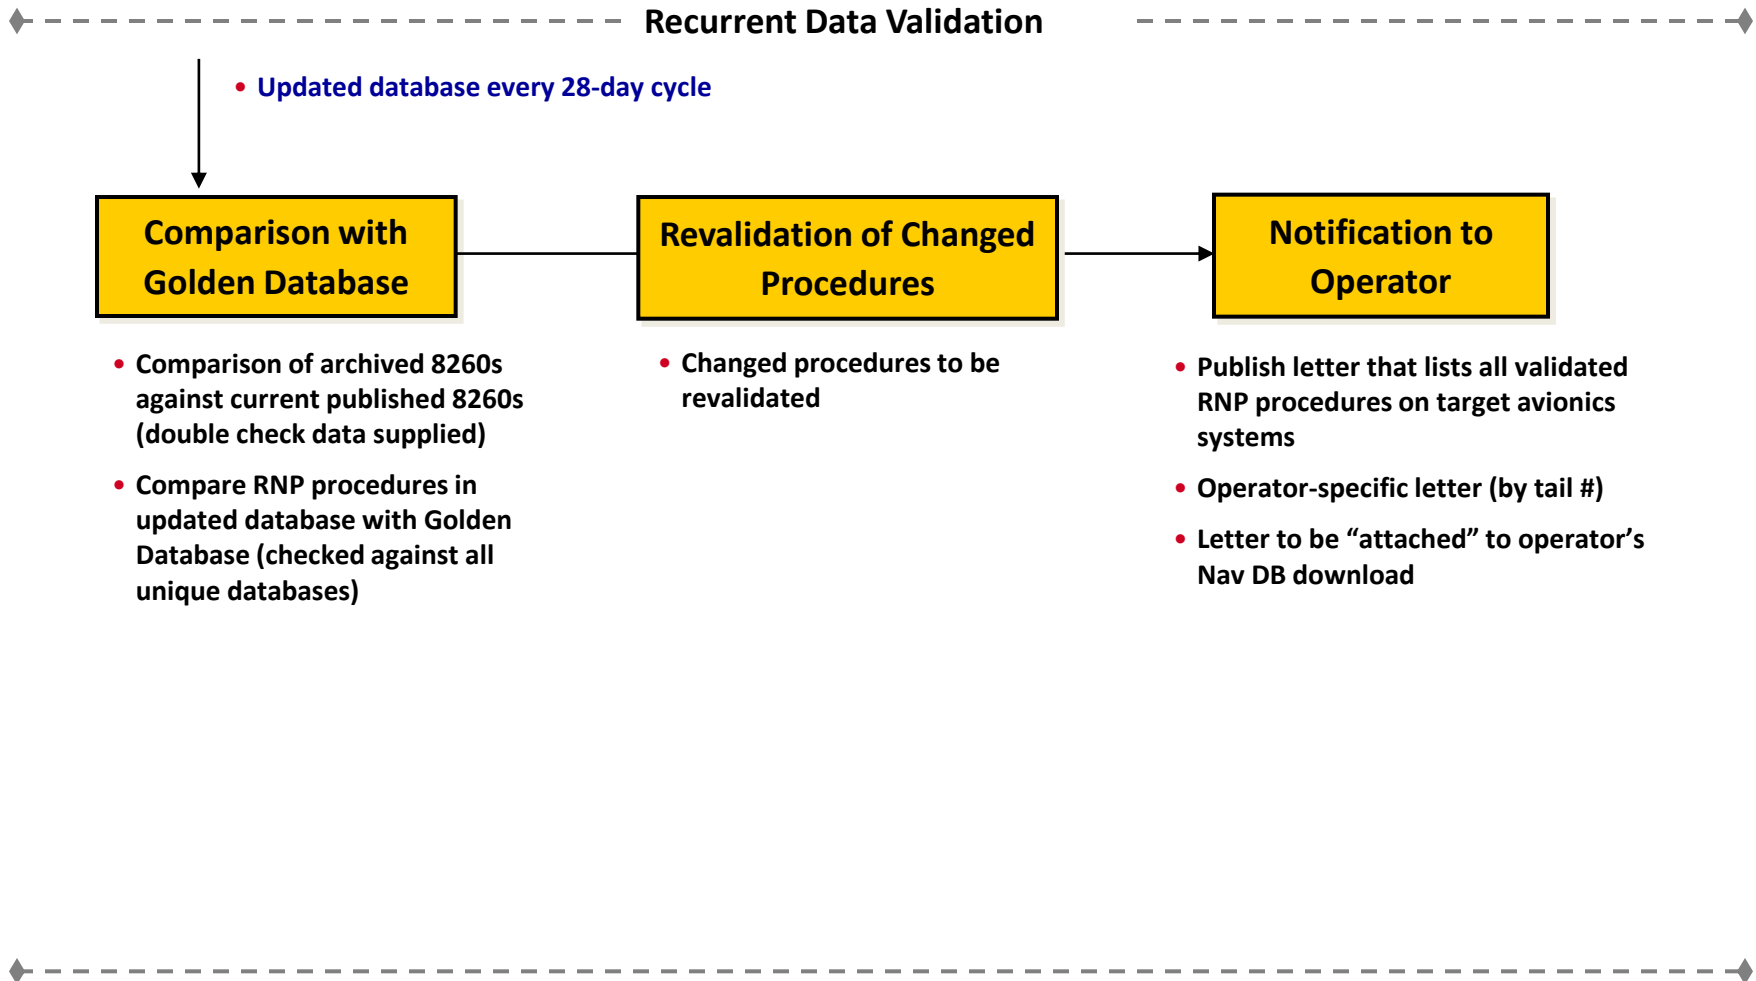 Recurrent Data Validation
• Updated database every 28-day cycle
Comparison with
Golden Database
Revalidation of Changed
Procedures
Notification to
Operator
• Comparison of archived 8260s
against current published 8260s
(double check data supplied)
• Compare RNP procedures in
updated database with Golden
Database (checked against all
unique databases)
• Changed procedures to be
revalidated
• Publish letter that lists all validated
RNP procedures on target avionics
systems
• Operator-specific letter (by tail #)
• Letter to be “attached” to operator’s
Nav DB download